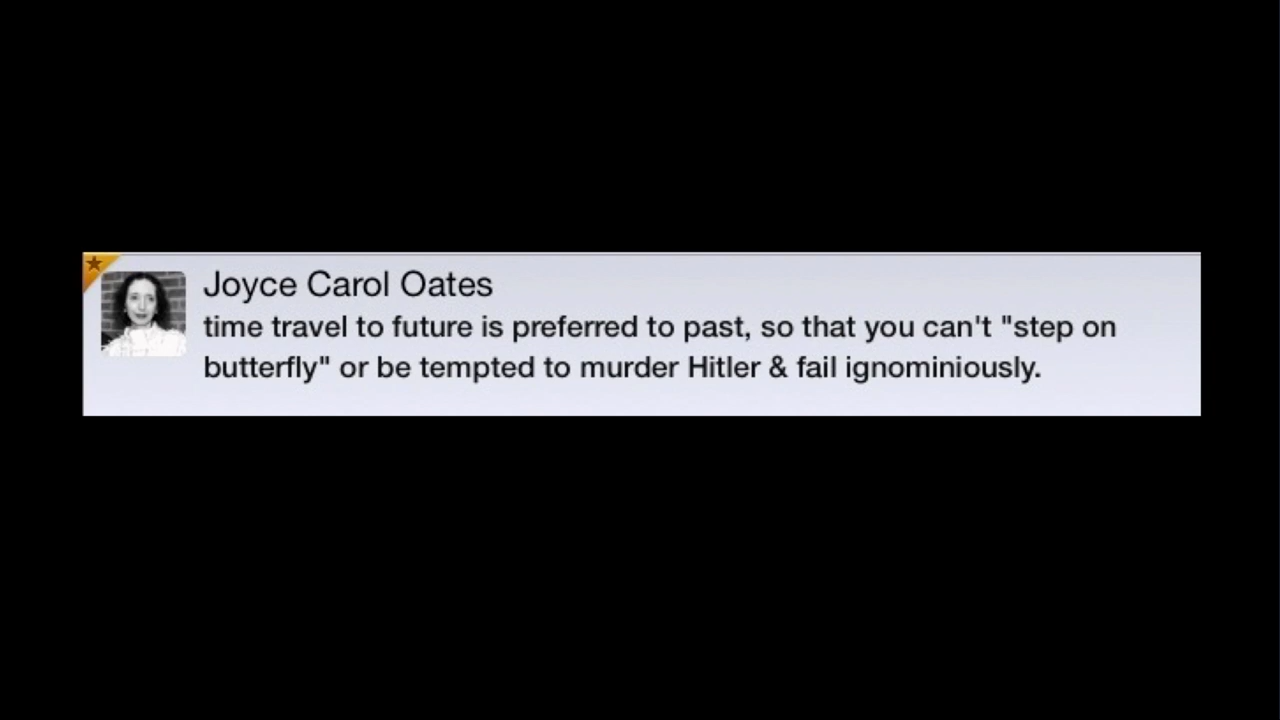 Joyce Carol Oates
time travel to future is preferred to past, so that you can't "step on
butterfly" or be tempted to murder Hitler & fail ignominiously.